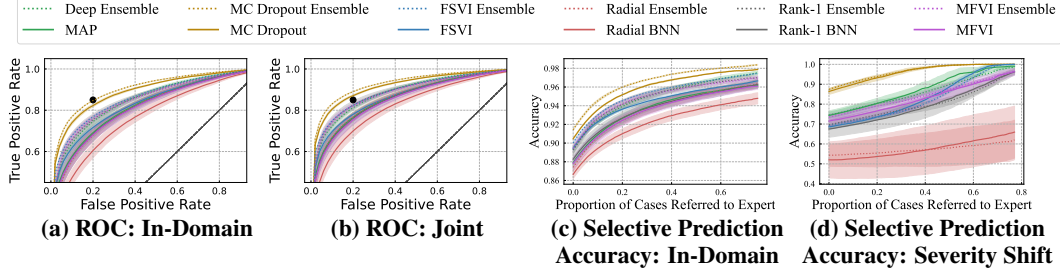 Deep Ensemble MC Dropout Ensemble FSVI Ensemble Radial Ensemble Rank-1 Ensemble MFVI Ensemble
MAP MC Dropout FSVI Radial BNN Rank-1 BNN MFVI
True Positive Rate
1.0
0.8
0.6
0.0 0.2 0.4 0.6 0.8
False Positive Rate
(a) ROC: In-Domain
True Positive Rate
1.0
0.8
0.6
0.0 0.2 0.4 0.6 0.8
False Positive Rate
(b) ROC: Joint
Accuracy
0.98
0.96
0.94
0.92
0.90
0.88
0.86
0.0 0.2 0.4 0.6
Proportion of Cases Referred to Expert
(c) Selective Prediction
Accuracy: In-Domain
Accuracy
1.0
0.9
0.8
0.7
0.6
0.5
0.4
0.0 0.2 0.4 0.6 0.8
Proportion of Cases Referred to Expert
(d) Selective Prediction
Accuracy: Severity Shift